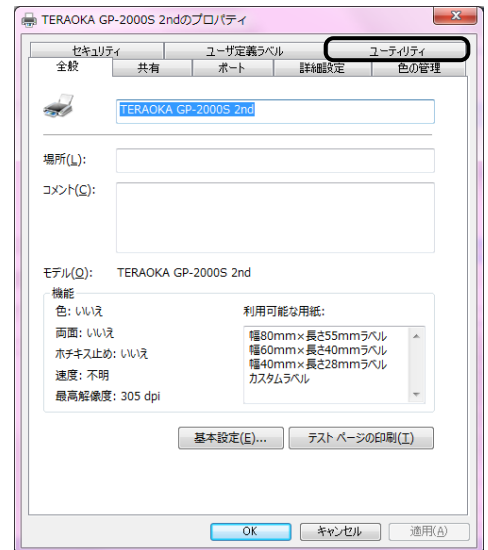 TERAOKA GP-2000S 2ndのプロパティ
セキュリティ ユーザ定義ラベル ユーティリティ
全般 共有 ポート 詳細設定 色の管理
TERAOKA GP-2000S 2nd
場所(L):
コメント(C):
モデル(O): TERAOKA GP-2000S 2nd
機能
色: いいえ 利用可能な用紙:
両面: いいえ 幅80mm×長さ55mmラベル
ホチキス止め: いいえ 幅60mm×長さ40mmラベル
速度: 不明 幅40mm×長さ28mmラベル
カスタムラベル
最高解像度: 305 dpi
基本設定(E)... テスト ページの印刷(T)
OK キャンセル 適用(A)